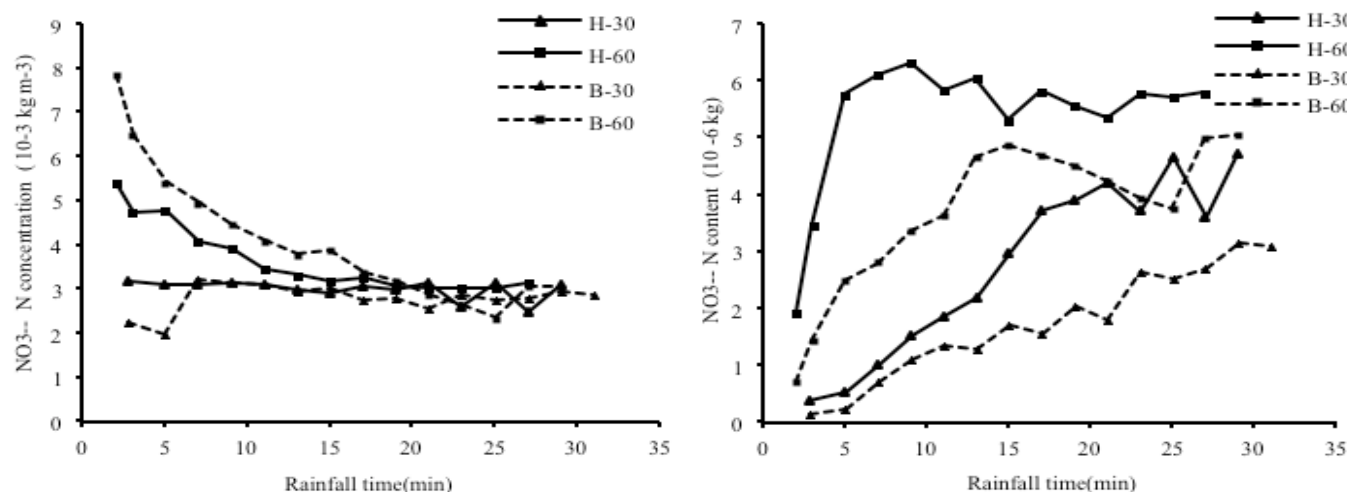 NO3-- N concentration (10-3 kg m-3)
9
8
7
6
5
4
3
2
1
0
0 5 10 15 20 25 30 35
Rainfall time(min)
H-30
H-60
B-30
B-60
NO3-- N content (10 -6 kg)
7
6
5
4
3
2
1
0
0 5 10 15 20 25 30 35
Rainfall time(min)
H-30
H-60
B-30
B-60